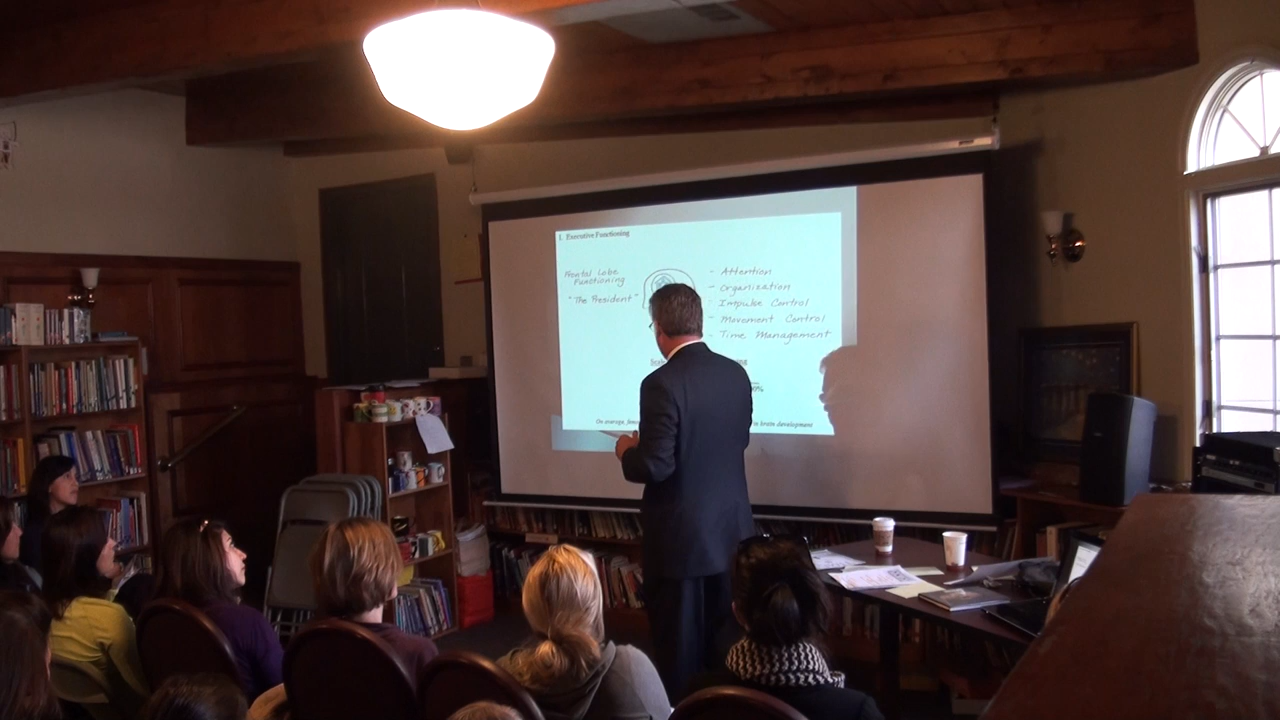 I. Executive Functioning
Frontal Lobe
Functioning
"The President"
- Attention
- Organization
- Impulse Control
- Movement Control
- Time Management
On average,
in brain development